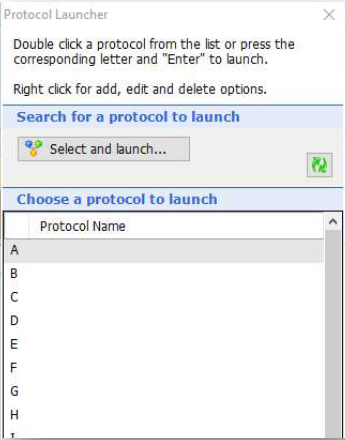 Protocol Launcher
Double click a protocol from the list or press the
corresponding letter and "Enter" to launch.
Right click for add, edit and delete options.
Search for a protocol to launch
Select and launch...
Choose a protocol to launch
Protocol Name
A
B
C
D
E
F
G
H
I